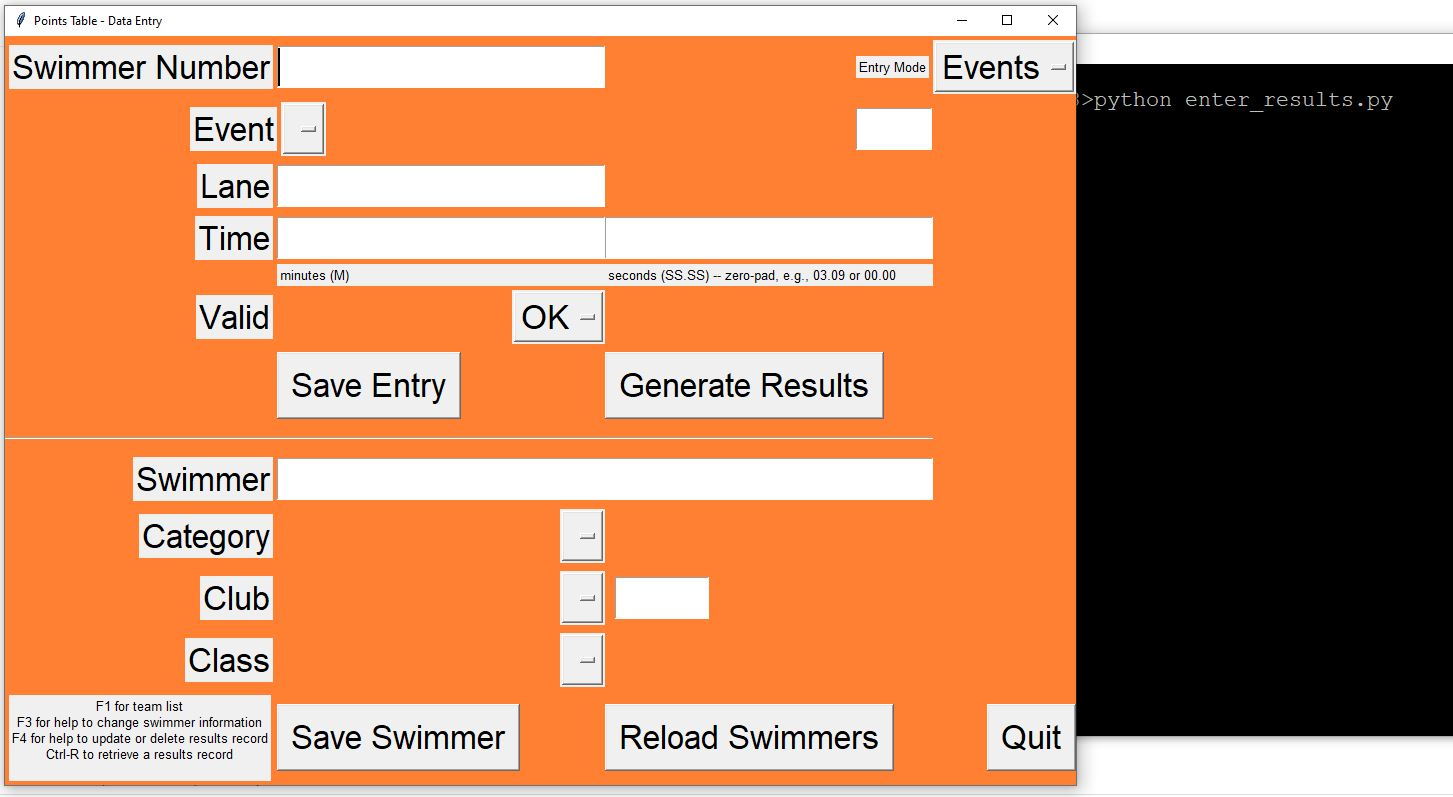 Points Table - Data Entry
Swimmer Number
Entry Mode
Events
>python enter_results.py
Event
Lane
Time
minutes (M)
seconds (SS.SS) -- zero-pad, e.g., 03.09 or 00.00
Valid
OK
Save Entry
Generate Results
Swimmer
Category
Club
Class
F1 for team list
F3 for help to change swimmer information
F4 for help to update or delete results record
Ctrl-R to retrieve a results record
Save Swimmer
Reload Swimmers
Quit